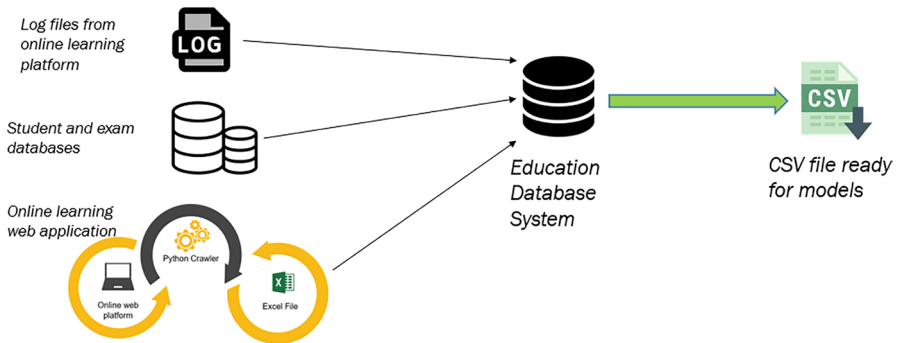 Log files from
online learning
platform
LOG
Student and exam
databases
Online learning
web application
Python Crawler
Online web
platform
X
Excel File
Education
Database
System
CSV
CSV file ready
for models